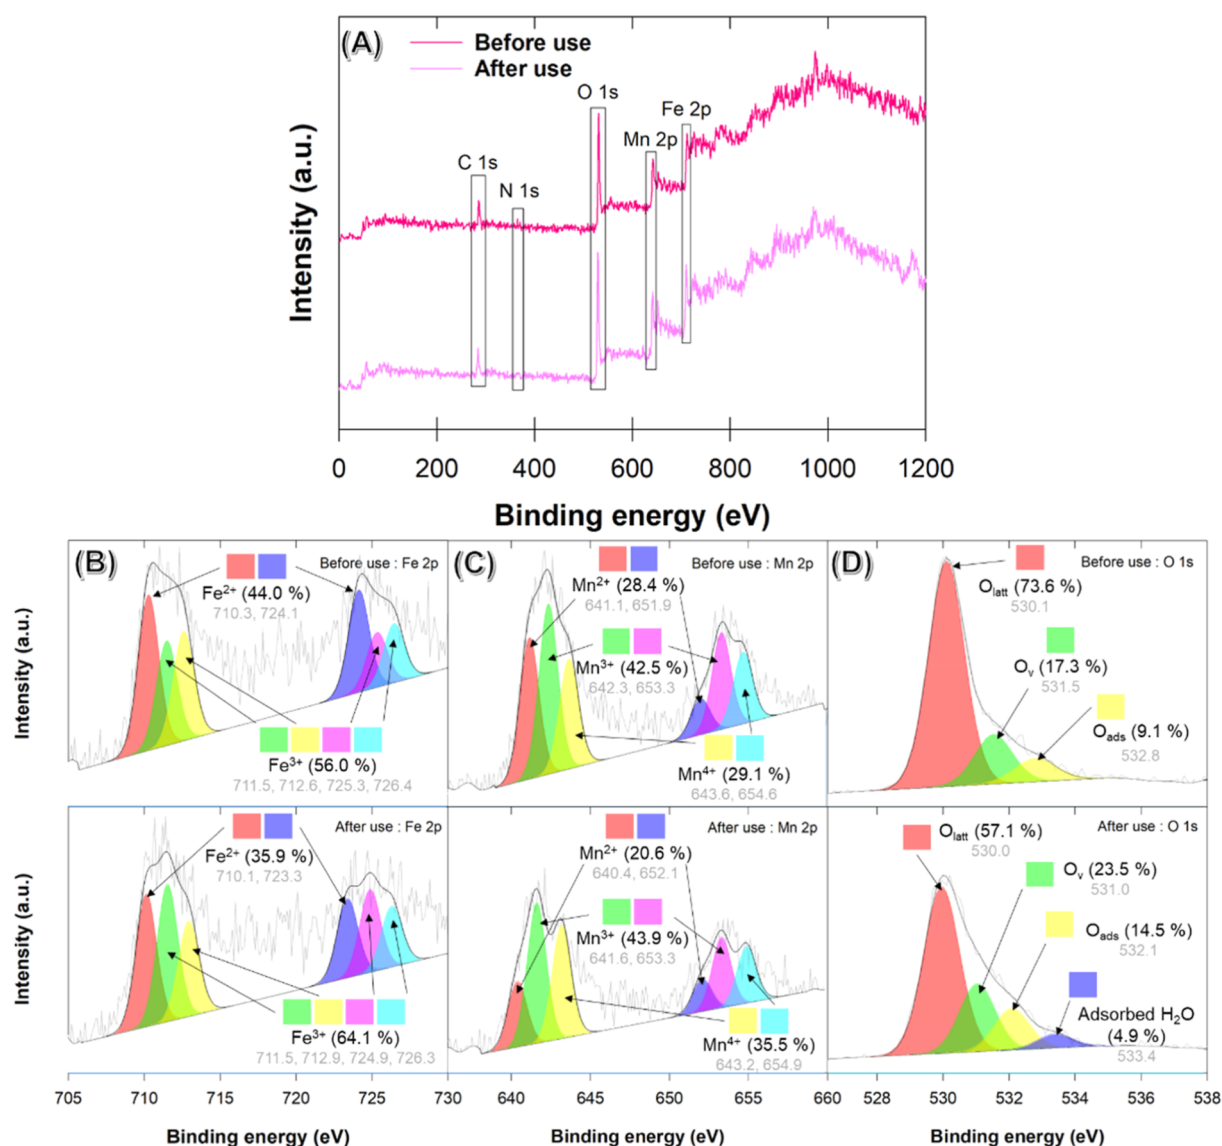 (A)
Before use
After use
O 1s
Fe 2p
Mn 2p
C 1s
N 1s
Intensity (a.u.)
0 200 400 600 800 1000 1200
Binding energy (eV)
(B)
Before use : Fe 2p
Fe²⁺ (44.0 %)
710.3, 724.1
Fe³⁺ (56.0 %)
711.5, 712.6, 725.3, 726.4
Intensity (a.u.)
(C)
Before use : Mn 2p
Mn²⁺ (28.4 %)
641.1, 651.9
Mn³⁺ (42.5 %)
642.3, 653.3
Mn⁴⁺ (29.1 %)
643.6, 654.6
(D)
Before use : O 1s
Olatt (73.6 %)
530.1
Ov (17.3 %)
531.5
Oads (9.1 %)
532.8
After use : Fe 2p
Fe²⁺ (35.9 %)
710.1, 723.3
Fe³⁺ (64.1 %)
711.5, 712.9, 724.9, 726.3
Intensity (a.u.)
705 710 715 720 725 730
Binding energy (eV)
After use : Mn 2p
Mn²⁺ (20.6 %)
640.4, 652.1
Mn³⁺ (43.9 %)
641.6, 653.3
Mn⁴⁺ (35.5 %)
643.2, 654.9
640 645 650 655 660
Binding energy (eV)
After use : O 1s
Olatt (57.1 %)
530.0
Ov (23.5 %)
531.0
Oads (14.5 %)
532.1
Adsorbed H₂O
(4.9 %)
533.4
528 530 532 534 536 538
Binding energy (eV)